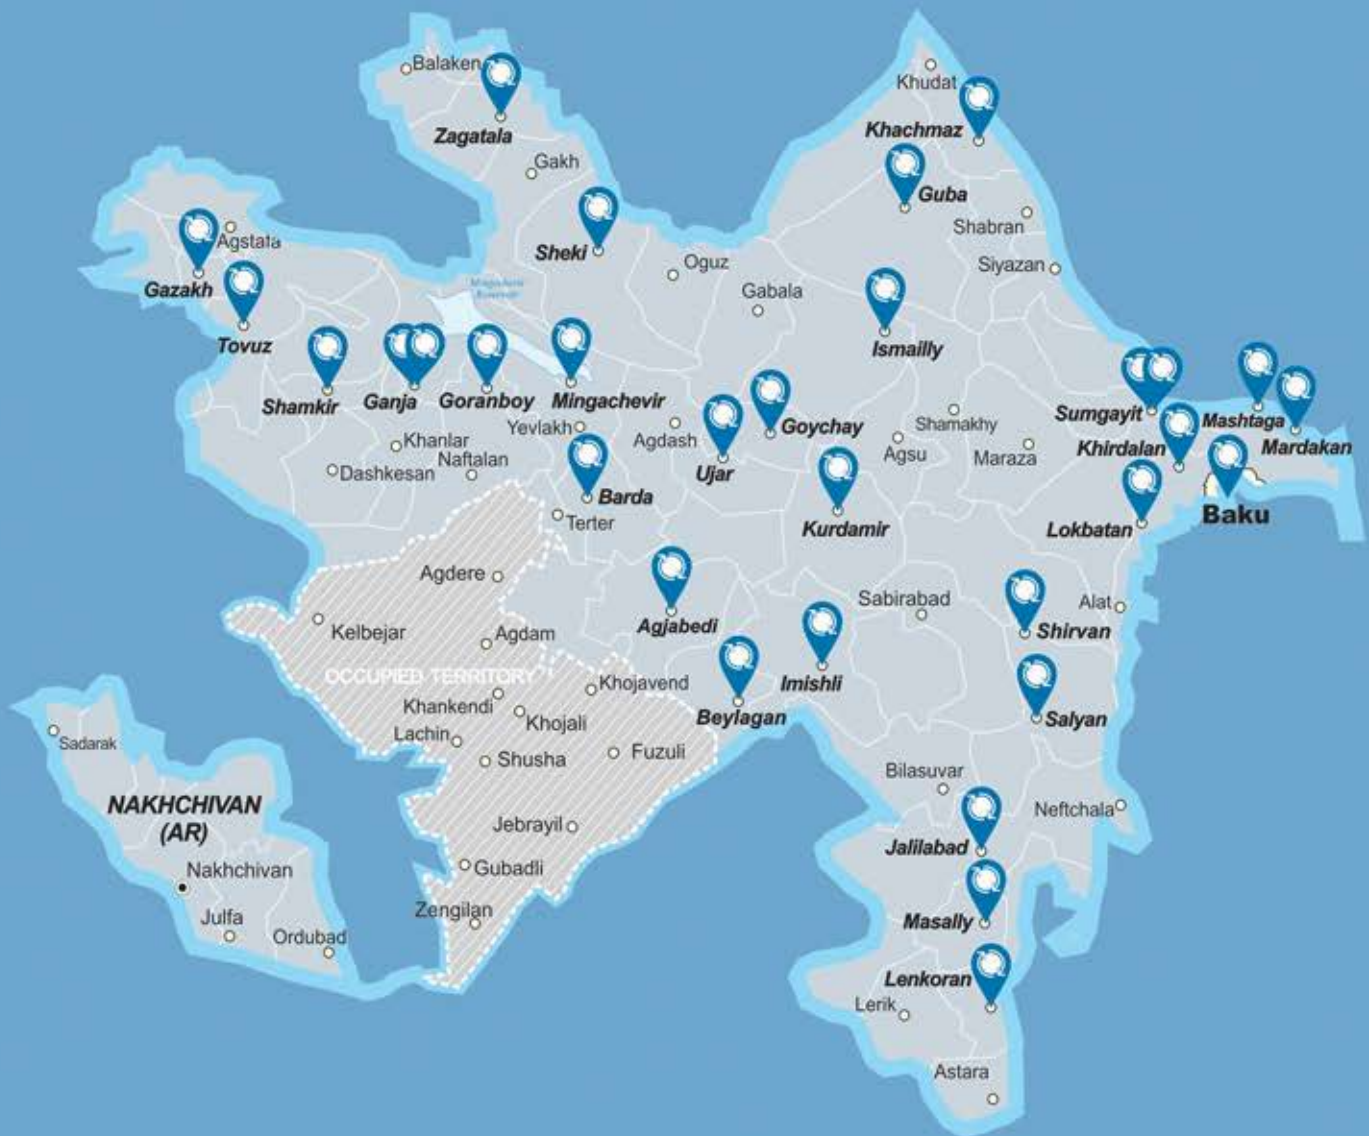 Balaken
Khudat
Zagatala
Khachmaz
Gakh
Guba
Shabran
Agstafa
Sheki
Oguz
Siyazan
Gazakh
Mingachevir
Reservoir
Gabala
Tovuz
Ismailly
Shamkir
Ganja
Goranboy
Mingachevir
Sumgayit
Mashtaga
Mardakan
Yevlakh
Agdash
Goychay
Shamakhy
Khanlar
Agsu
Maraza
Khirdalan
Naftalan
Dashkesan
Ujar
Barda
Baku
Terter
Kurdamir
Lokbatan
Agdere
Sabirabad
Alat
Kelbejar
Agdam
Agjabedi
Shirvan
OCCUPIED TERRITORY
Khojavend
Imishli
Khankendi
Beylagan
Salyan
Khojali
Lachin
Sadarak
Shusha
Fuzuli
Bilasuvar
NAKHCHIVAN
(AR)
Neftchala
Jebrayil
Jalilabad
Nakhchivan
Gubadli
Zengilan
Julfa
Masally
Ordubad
Lenkoran
Lerik
Astara